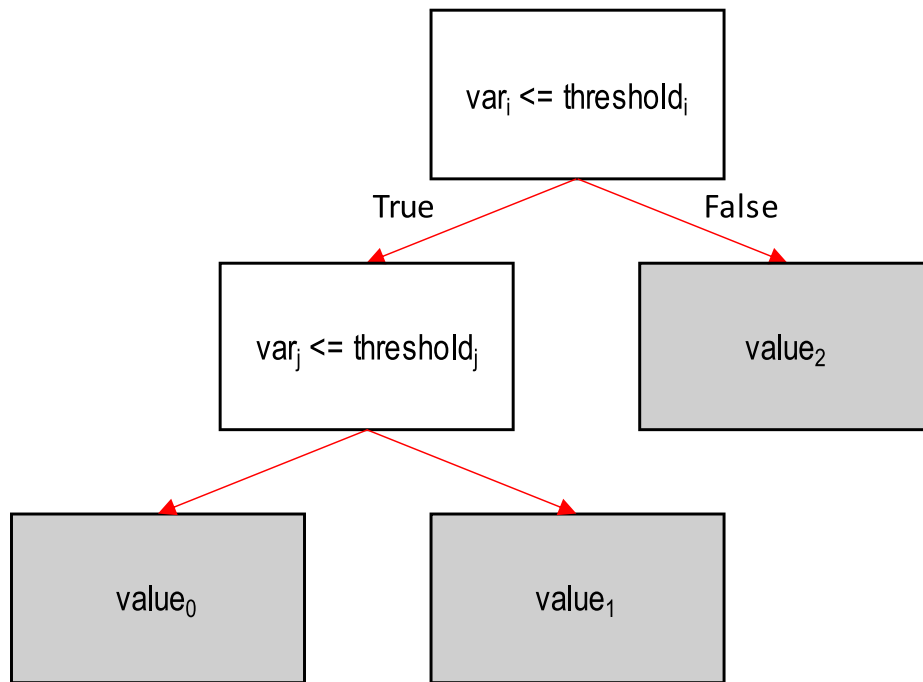 varᵢ <= thresholdᵢ
True
False
varⱼ <= thresholdⱼ
value₂
value₀
value₁